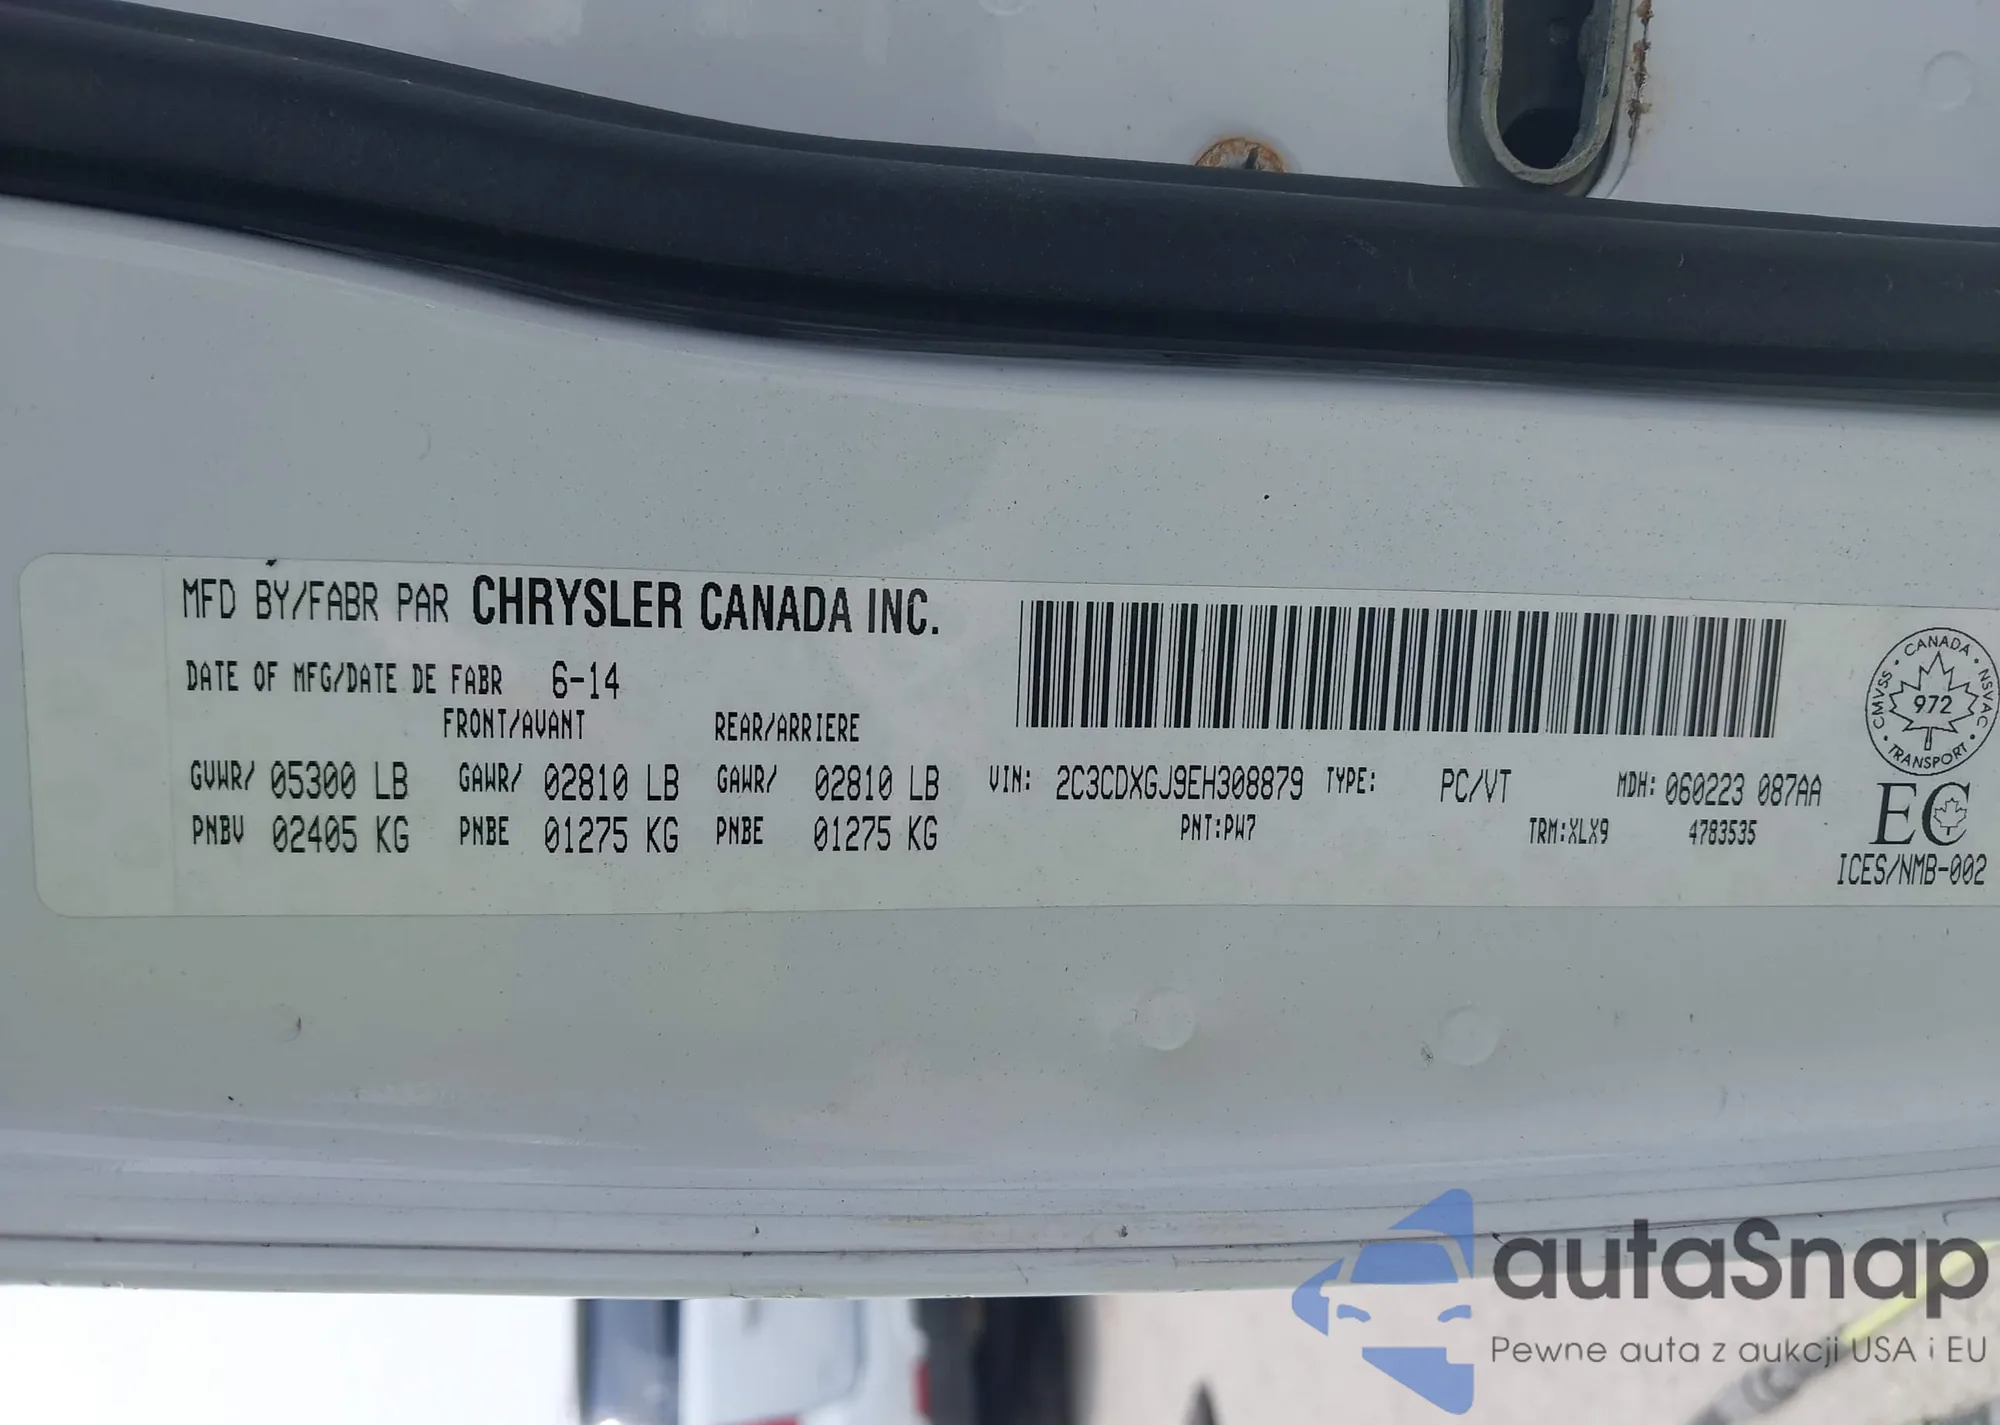 MFD BY/FABR PAR CHRYSLER CANADA INC.
DATE OF MFG/DATE DE FABR 6-14
FRONT/AVANT REAR/ARRIERE
GVWR/ 05300 LB GAWR/ 02810 LB GAWR/ 02810 LB
PNBV 02405 KG PNBE 01275 KG PNBE 01275 KG
VIN: 2C3CDXGJ9EH308879 TYPE: PC/VT MDH: 060223 087AA
PNT:PW7 TRM:XLX9 4783535
CMVSS • CANADA • NSVAC • TRANSPORT •
972
EC
ICES/NMB-002
autaSnap
Pewne auta z aukcji USA i EU